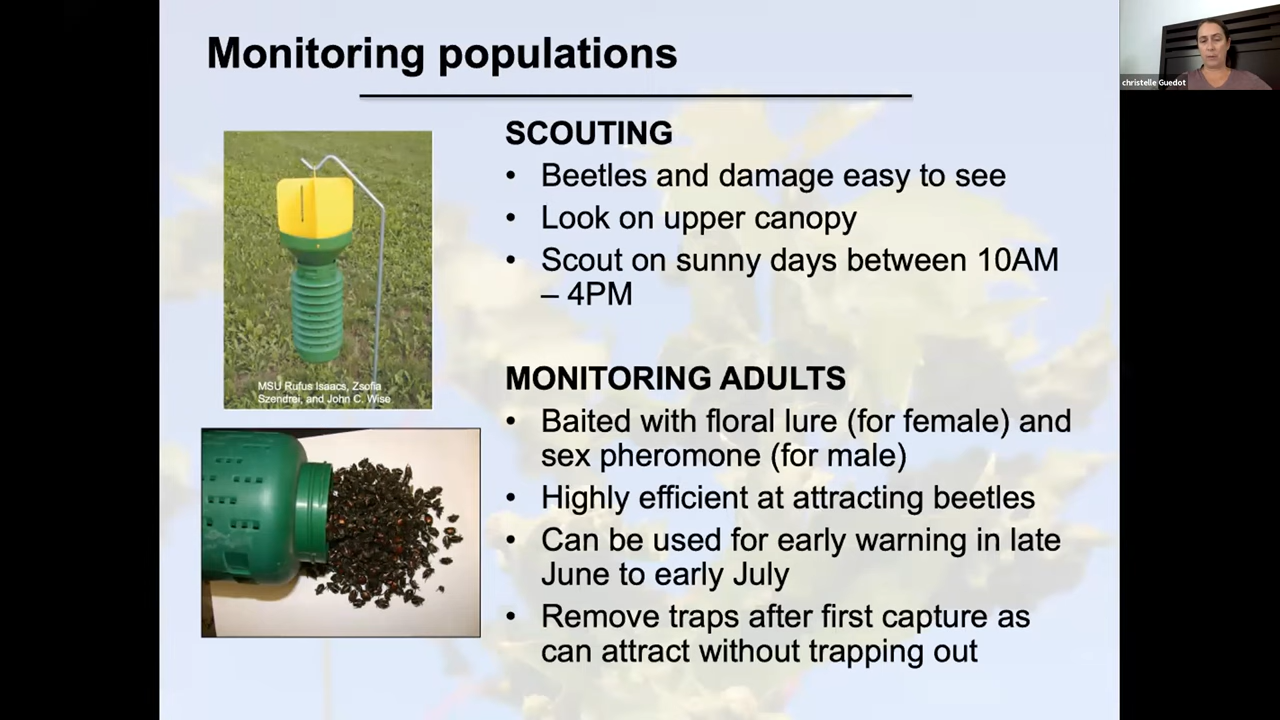 Monitoring populations
christelle Guedot
SCOUTING
• Beetles and damage easy to see
• Look on upper canopy
• Scout on sunny days between 10AM
– 4PM
MSU Rufus Isaacs, Zsofia
Szendrei, and John C. Wise
MONITORING ADULTS
• Baited with floral lure (for female) and
sex pheromone (for male)
• Highly efficient at attracting beetles
• Can be used for early warning in late
June to early July
• Remove traps after first capture as
can attract without trapping out